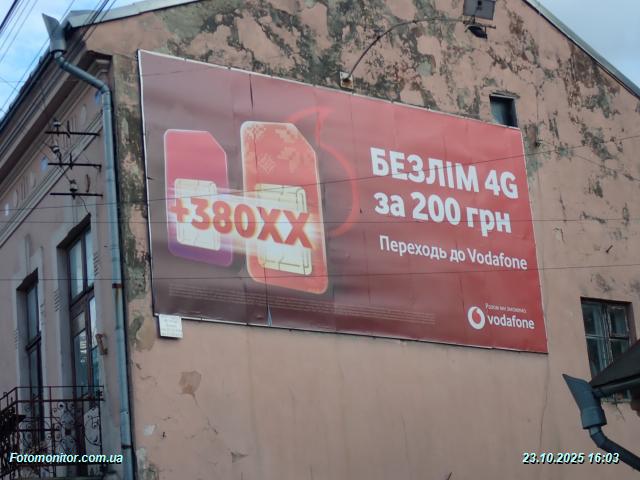 БЕЗЛІМ 4G
за 200 грн
Переходь до Vodafone
+380XX
Разом ми можемо
vodafone
Fotomonitor.com.ua
23.10.2025 16:03